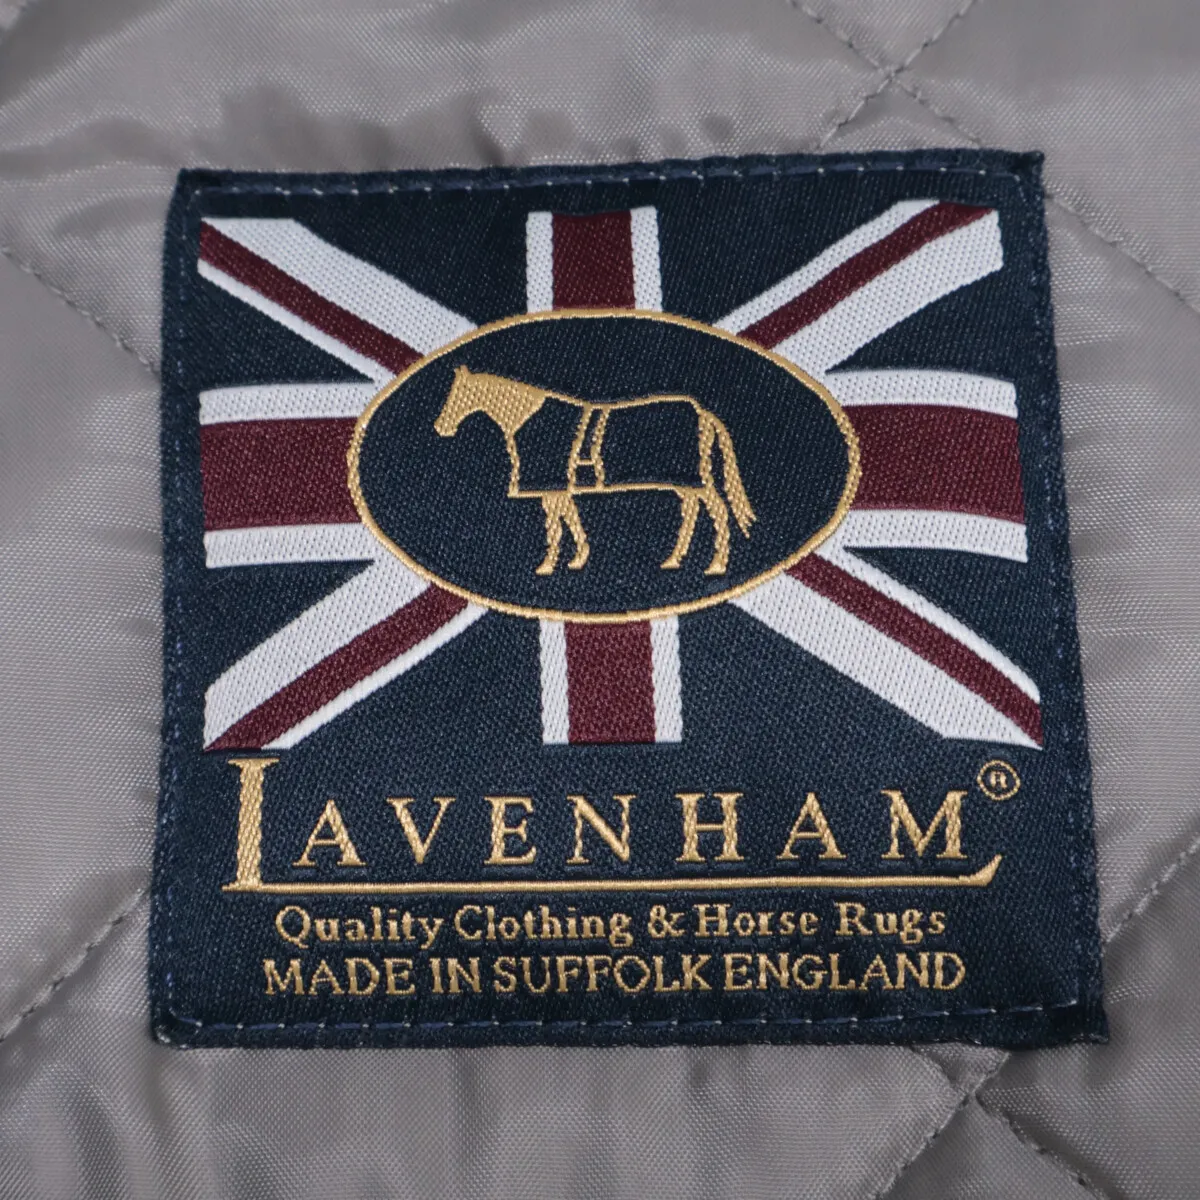 LAVENHAM®
Quality Clothing & Horse Rugs
MADE IN SUFFOLK ENGLAND